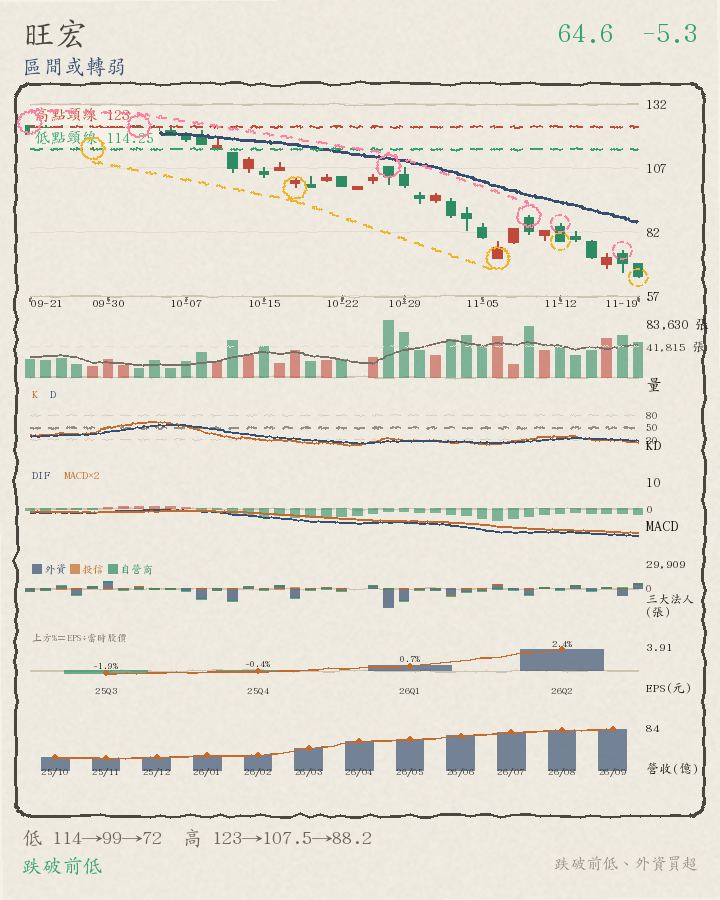 旺宏
64.6 -5.3
區間或轉弱
132
高點頸線 123
低點頸線 114.25
107
82
57
09-21 09-30 10-07 10-15 10-22 10-29 11-05 11-12 11-19
83,630 張
41,815 張
量
K D
80
50
20
KD
DIF MACD×2
10
0
MACD
外資 投信 自營商
29,909
0
三大法人
(張)
上方%=EPS÷當時股價
3.91
-1.9% -0.4% 0.7% 2.4%
25Q3 25Q4 26Q1 26Q2
EPS(元)
84
25/10 25/11 25/12 26/01 26/02 26/03 26/04 26/05 26/06 26/07 26/08 26/09
營收(億)
低 114→99→72 高 123→107.5→88.2
跌破前低
跌破前低、外資買超